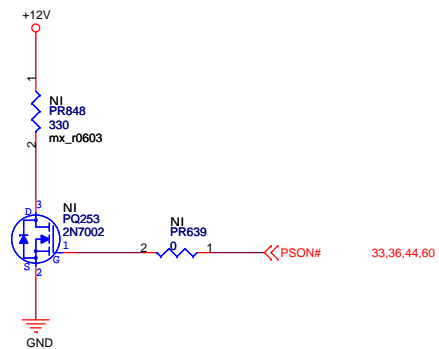 +12V
1
NI
PR848
330
mx_r0603
2
3
D
NI
PQ253
2N7002
1
G
S
2
NI
PR639
0
2
1
PSON#
33,36,44,60
GND